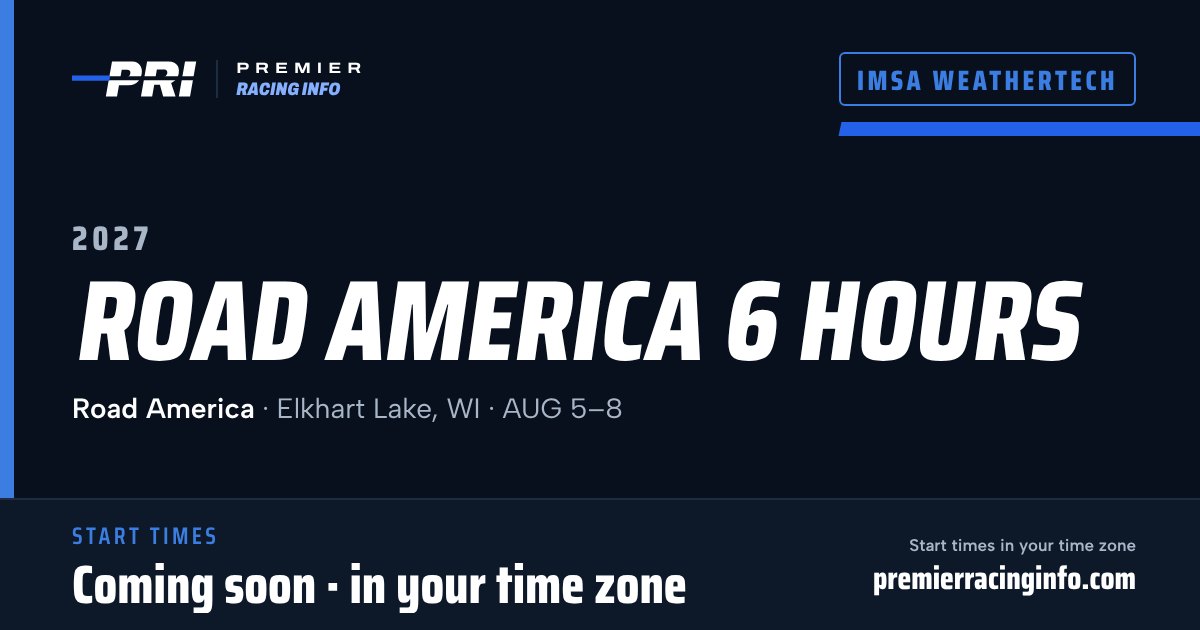 PRI
PREMIER
RACING INFO
IMSA WEATHERTECH
2027
ROAD AMERICA 6 HOURS
Road America · Elkhart Lake, WI · AUG 5–8
START TIMES
Coming soon · in your time zone
Start times in your time zone
premierracinginfo.com